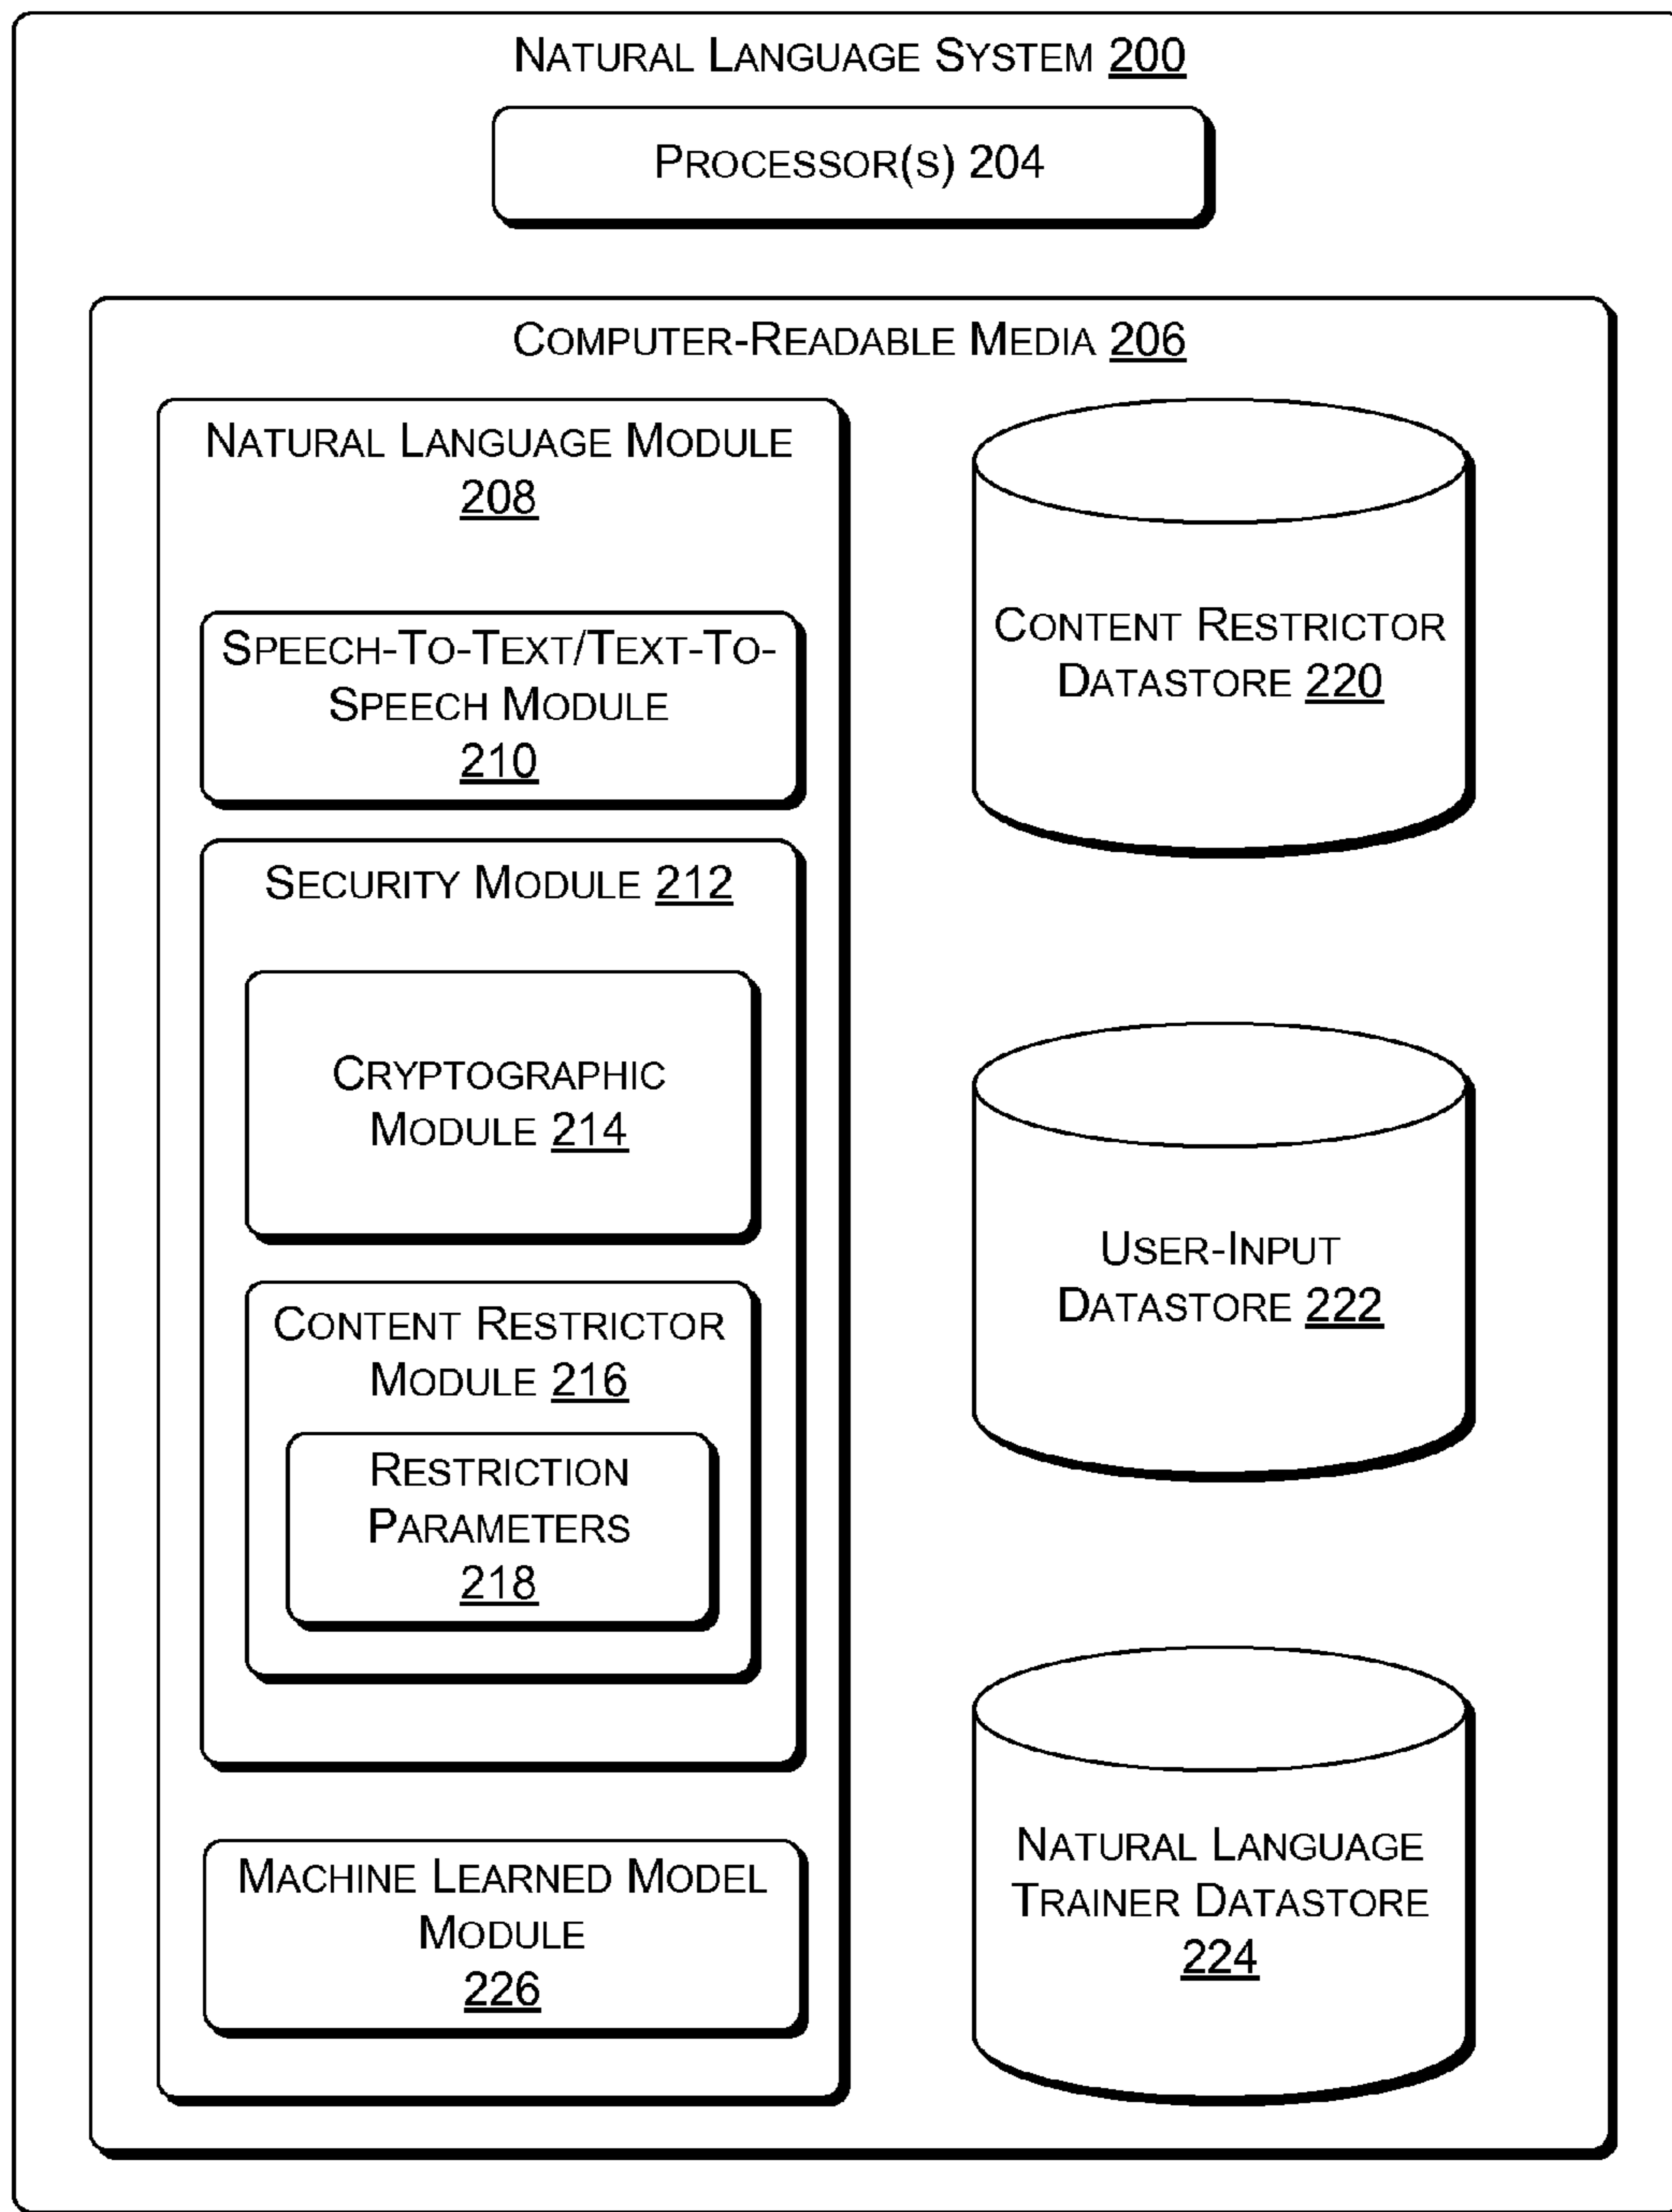 NATURAL LANGUAGE SYSTEM 200
PROCESSOR(S) 204
COMPUTER-READABLE MEDIA 206
NATURAL LANGUAGE MODULE
208
SPEECH-TO-TEXT/TEXT-TO-
SPEECH MODULE
210
SECURITY MODULE 212
CRYPTOGRAPHIC
MODULE 214
CONTENT RESTRICTOR
MODULE 216
RESTRICTION
PARAMETERS
218
MACHINE LEARNED MODEL
MODULE
226
CONTENT RESTRICTOR
DATASTORE 220
USER-INPUT
DATASTORE 222
NATURAL LANGUAGE
TRAINER DATASTORE
224